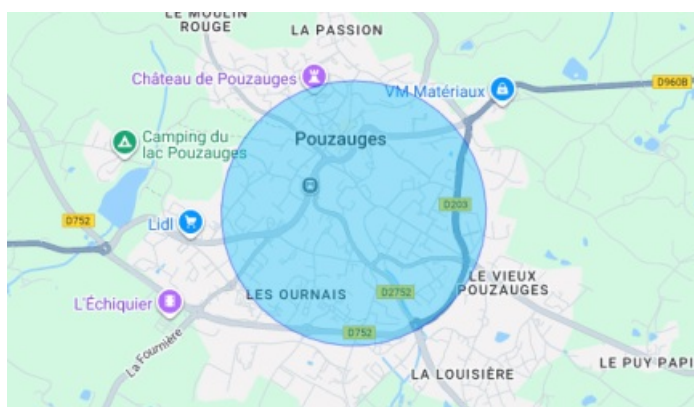 LE MOULIN
ROUGE
LA PASSION
Château de Pouzauges
VM Matériaux
D960B
Pouzauges
Camping du
lac Pouzauges
D203
D752
Lidl
LE VIEUX
POUZAUGES
LES OURNAIS
D2752
L'Échiquier
D752
La Fournière
LA LOUISIÈRE
LE PUY PAPI